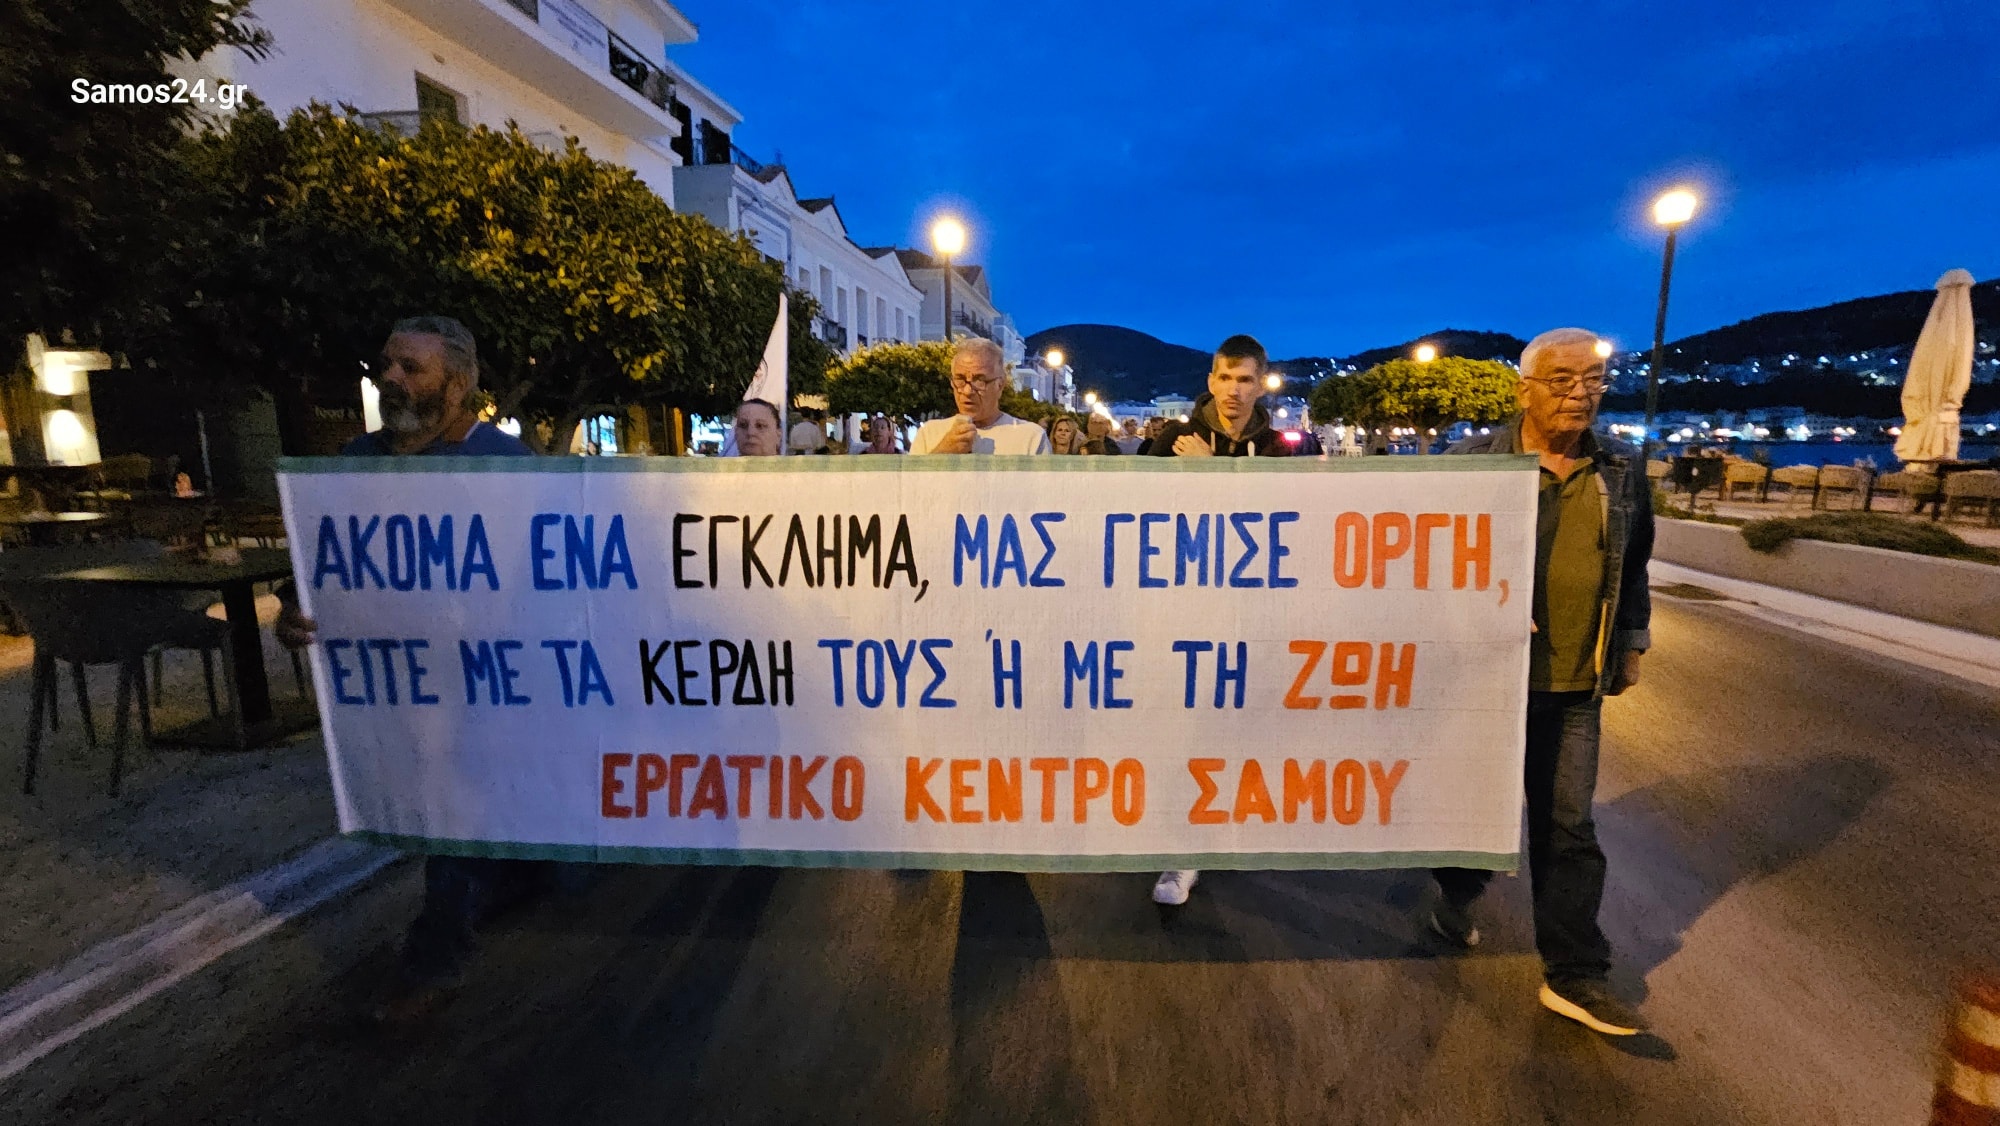 Samos24.gr
ΑΚΟΜΑ ΕΝΑ ΕΓΚΛΗΜΑ, ΜΑΣ ΓΕΜΙΣΕ ΟΡΓΗ,
ΕΙΤΕ ΜΕ ΤΑ ΚΕΡΔΗ ΤΟΥΣ Ή ΜΕ ΤΗ ΖΩΗ
ΕΡΓΑΤΙΚΟ ΚΕΝΤΡΟ ΣΑΜΟΥ